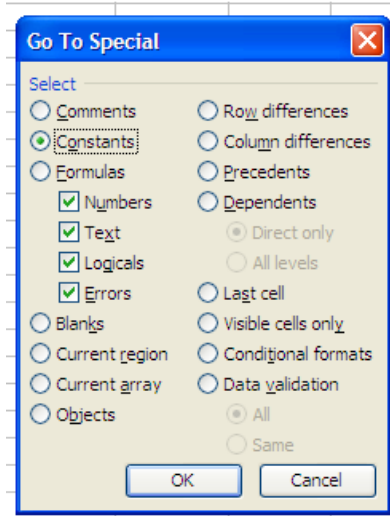 Go To Special
Select
Comments
Constants
Formulas
Numbers
Text
Logicals
Errors
Blanks
Current region
Current array
Objects
Row differences
Column differences
Precedents
Dependents
Direct only
All levels
Last cell
Visible cells only
Conditional formats
Data validation
All
Same
OK
Cancel